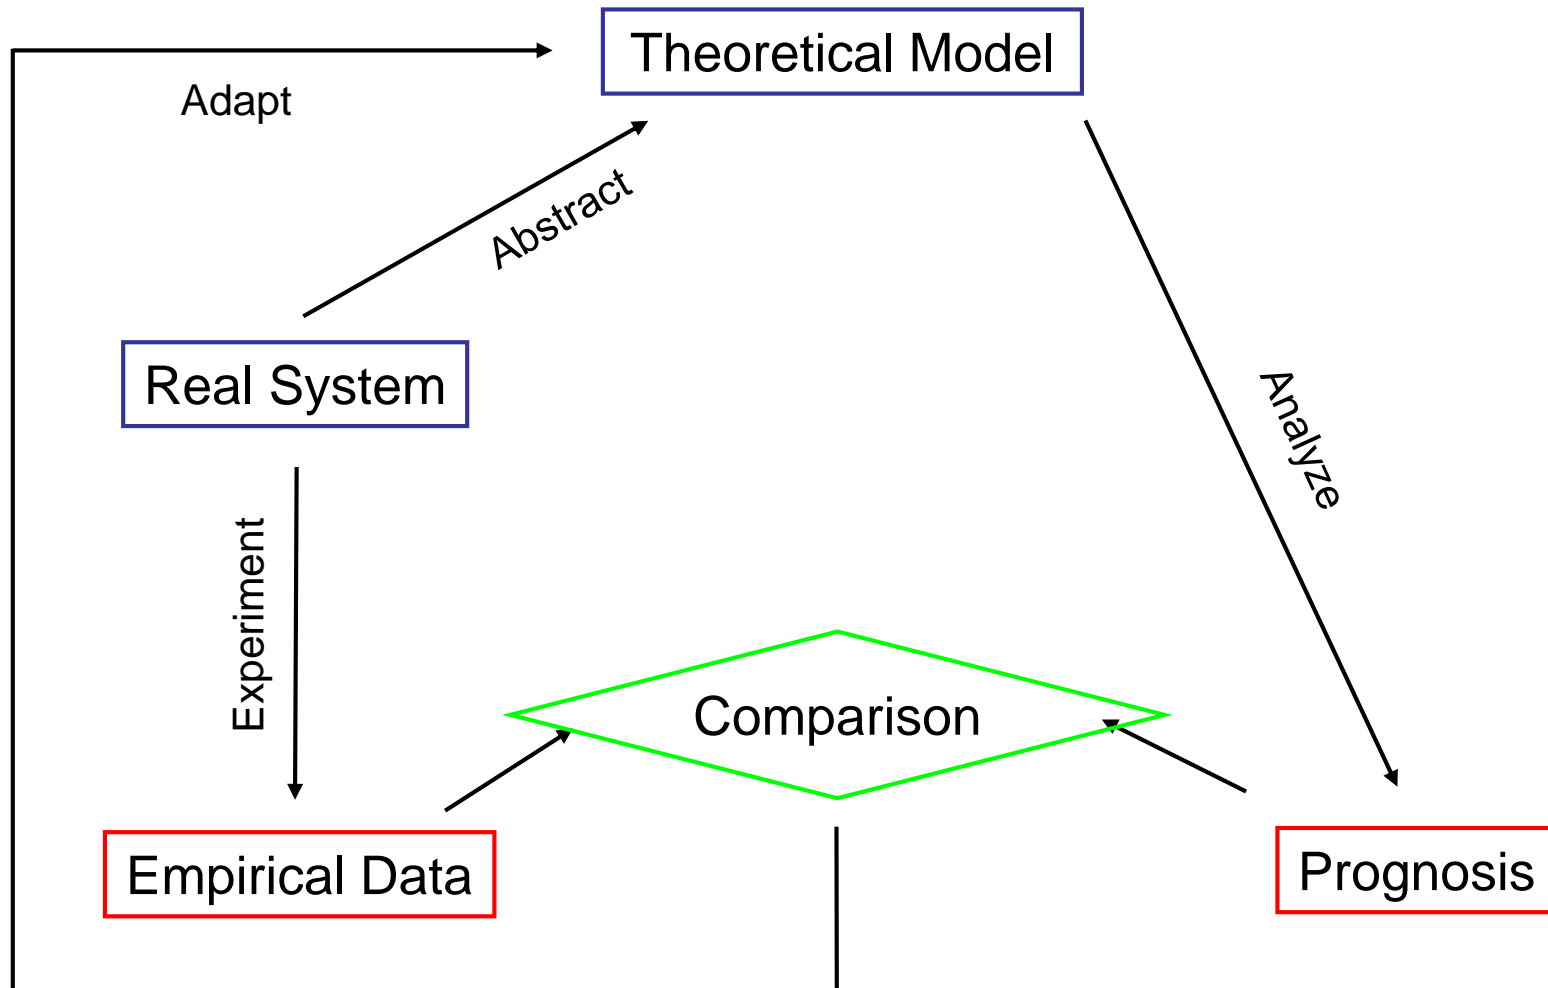 Theoretical Model
Adapt
Abstract
Real System
Analyze
Experiment
Comparison
Empirical Data
Prognosis